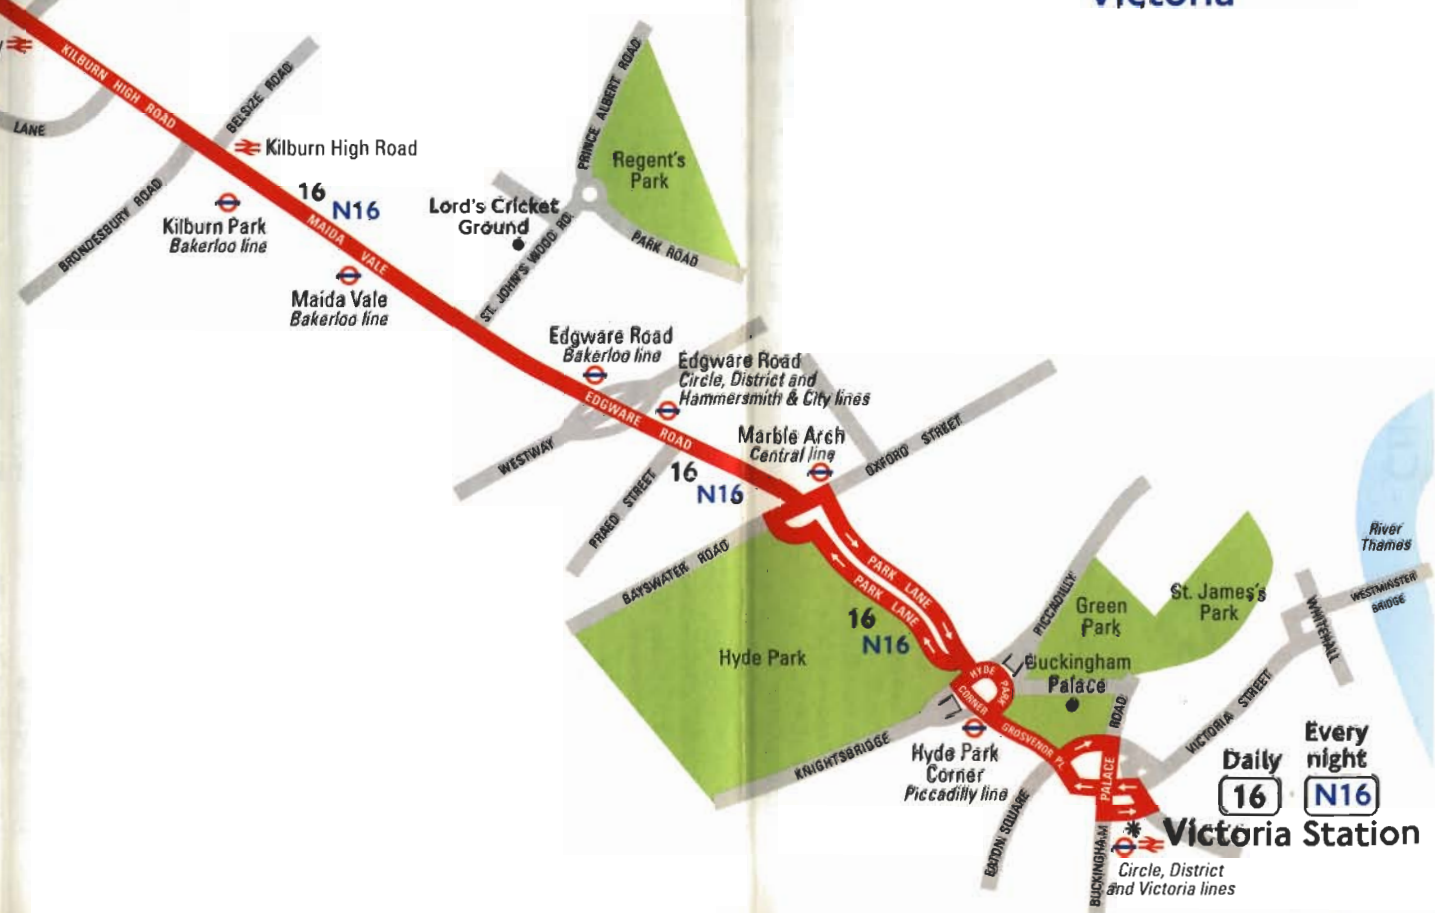 Victoria
KILBURN HIGH ROAD
LANE
BELSIZE ROAD
BRONDESBURY ROAD
Kilburn High Road
16
N16
Kilburn Park
Bakerloo line
MAIDA VALE
Maida Vale
Bakerloo line
PRINCE ALBERT ROAD
Regent's
Park
Lord's Cricket
Ground
ST. JOHN'S WOOD RD.
PARK ROAD
Edgware Road
Bakerloo line
Edgware Road
Circle, District and
Hammersmith & City lines
EDGWARE ROAD
WESTWAY
Marble Arch
Central line
OXFORD STREET
16
N16
PRAED STREET
BAYSWATER ROAD
PARK LANE
PARK LANE
16
N16
Hyde Park
PICCADILLY
Green
Park
St. James's
Park
River
Thames
WESTMINSTER
BRIDGE
WHITEHALL
Buckingham
Palace
HYDE PARK
CORNER
GROSVENOR PL.
KNIGHTSBRIDGE
Hyde Park
Corner
Piccadilly line
EATON SQUARE
BUCKINGHAM PALACE ROAD
VICTORIA STREET
Daily
16
Every
night
N16
* Victoria Station
Circle, District
and Victoria lines